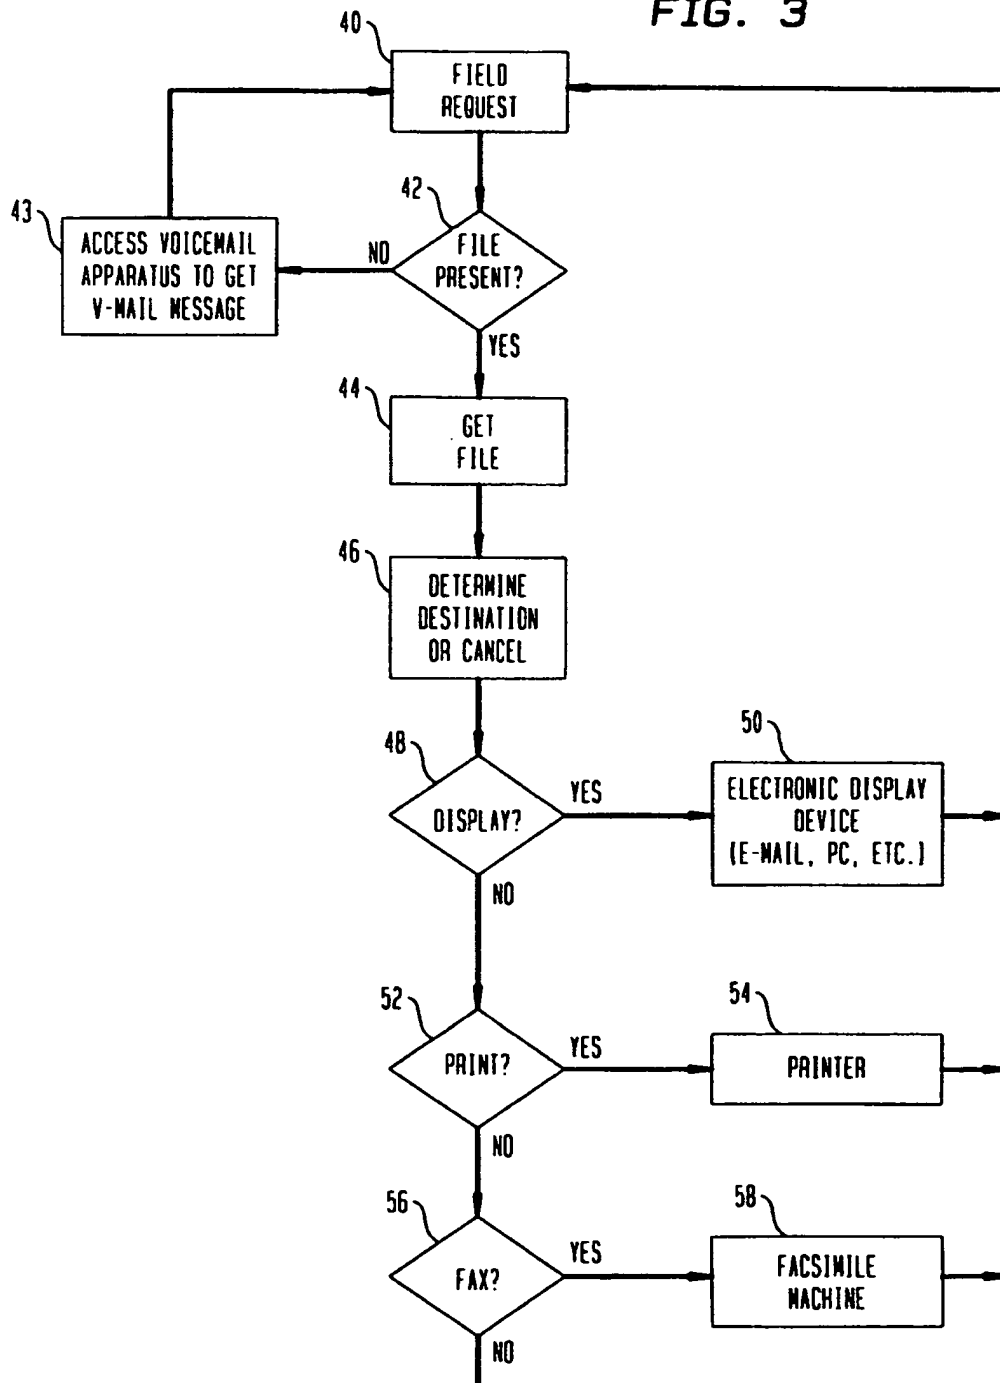 FIG. 3
40
FIELD
REQUEST
42
FILE
PRESENT?
NO
43
ACCESS VOICEMAIL
APPARATUS TO GET
V-MAIL MESSAGE
YES
44
GET
FILE
46
DETERMINE
DESTINATION
OR CANCEL
48
DISPLAY?
YES
50
ELECTRONIC DISPLAY
DEVICE
(E-MAIL, PC, ETC.)
NO
52
PRINT?
YES
54
PRINTER
NO
56
FAX?
YES
58
FACSIMILE
MACHINE
NO